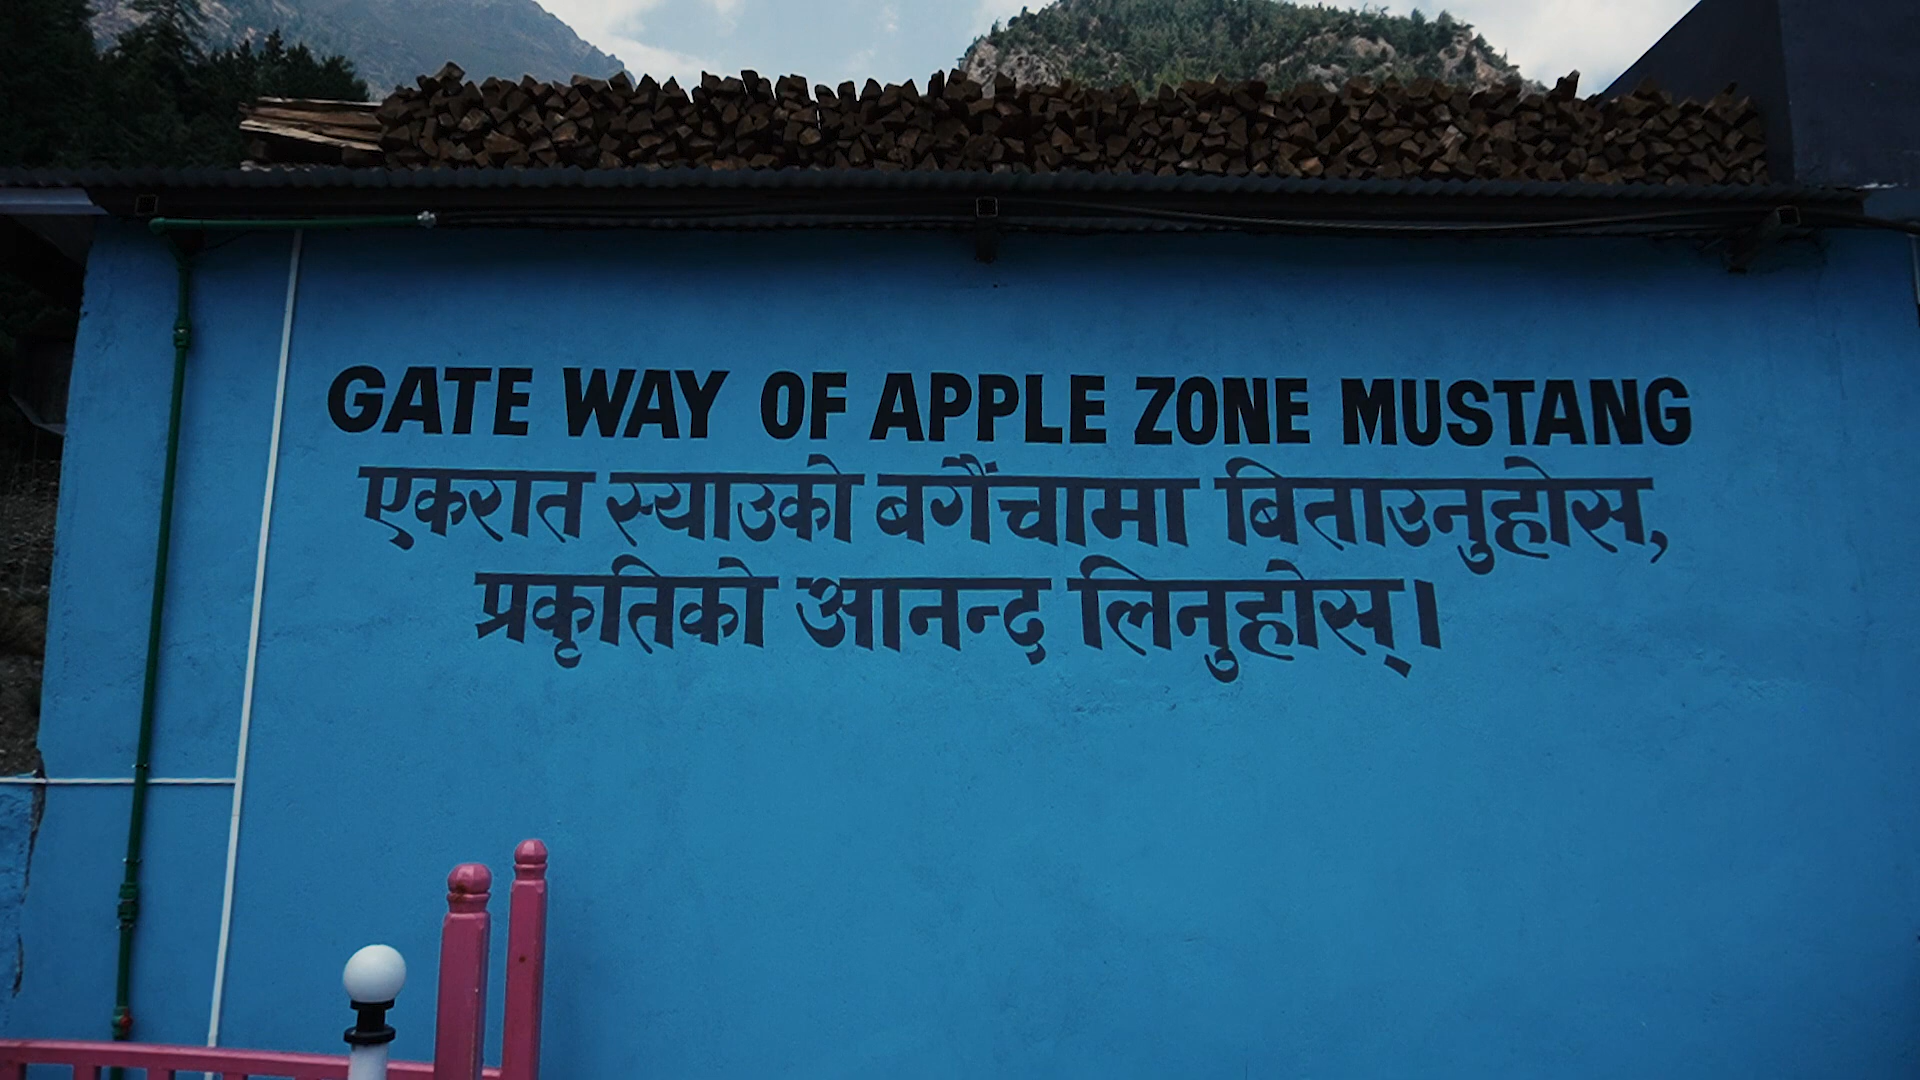 GATE WAY OF APPLE ZONE MUSTANG
एकरात स्याउको बगैंचामा बिताउनुहोस,
प्रकृतिको आनन्द लिनुहोस्।